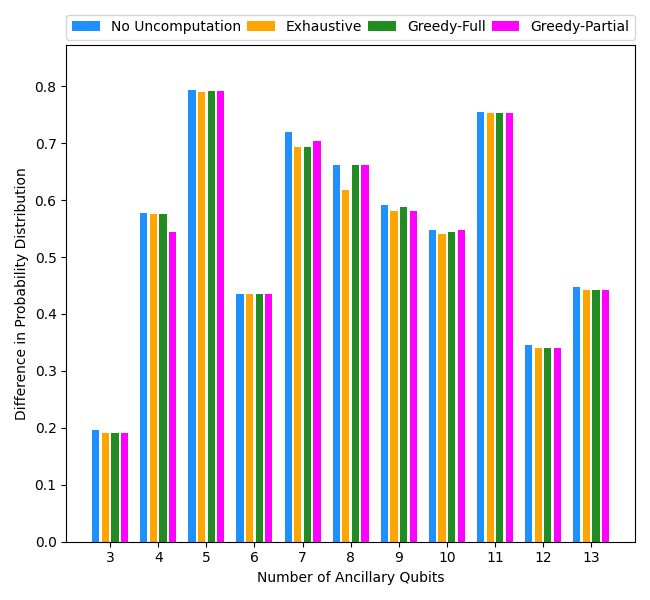 No Uncomputation Exhaustive Greedy-Full Greedy-Partial
0.8
0.7
0.6
0.5
0.4
0.3
0.2
0.1
0.0
Difference in Probability Distribution
3 4 5 6 7 8 9 10 11 12 13
Number of Ancillary Qubits